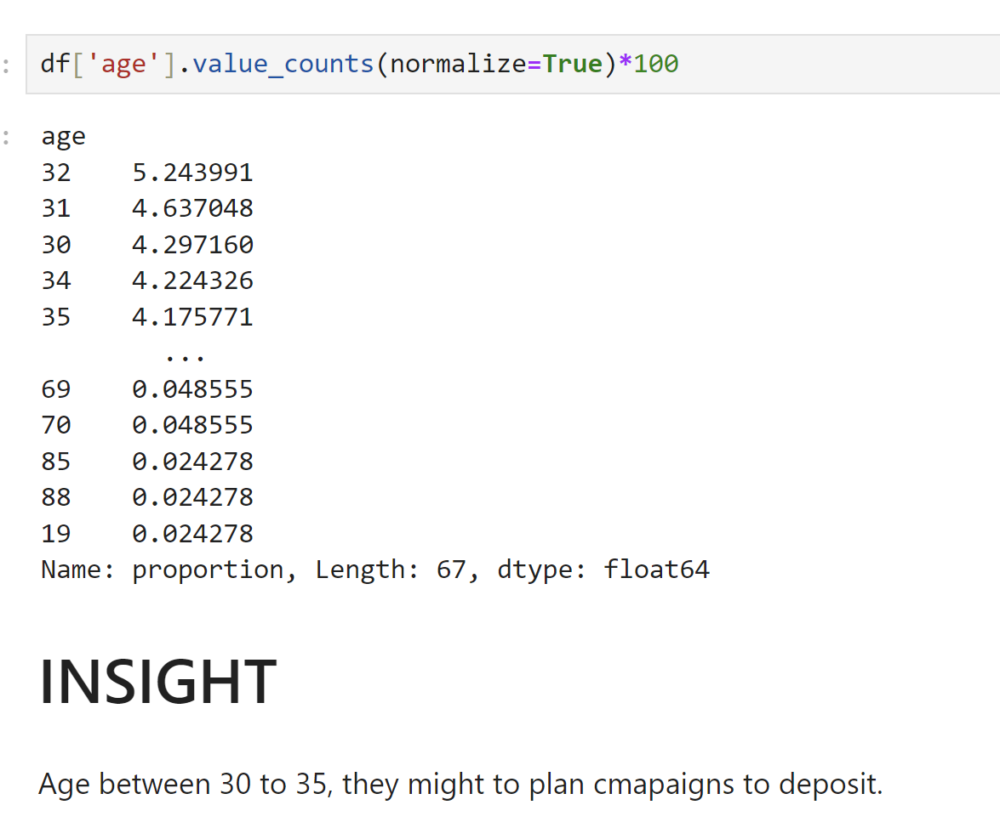 : df['age'].value_counts(normalize=True)*100
: age
32 5.243991
31 4.637048
30 4.297160
34 4.224326
35 4.175771
...
69 0.048555
70 0.048555
85 0.024278
88 0.024278
19 0.024278
Name: proportion, Length: 67, dtype: float64
INSIGHT
Age between 30 to 35, they might to plan cmapaigns to deposit.